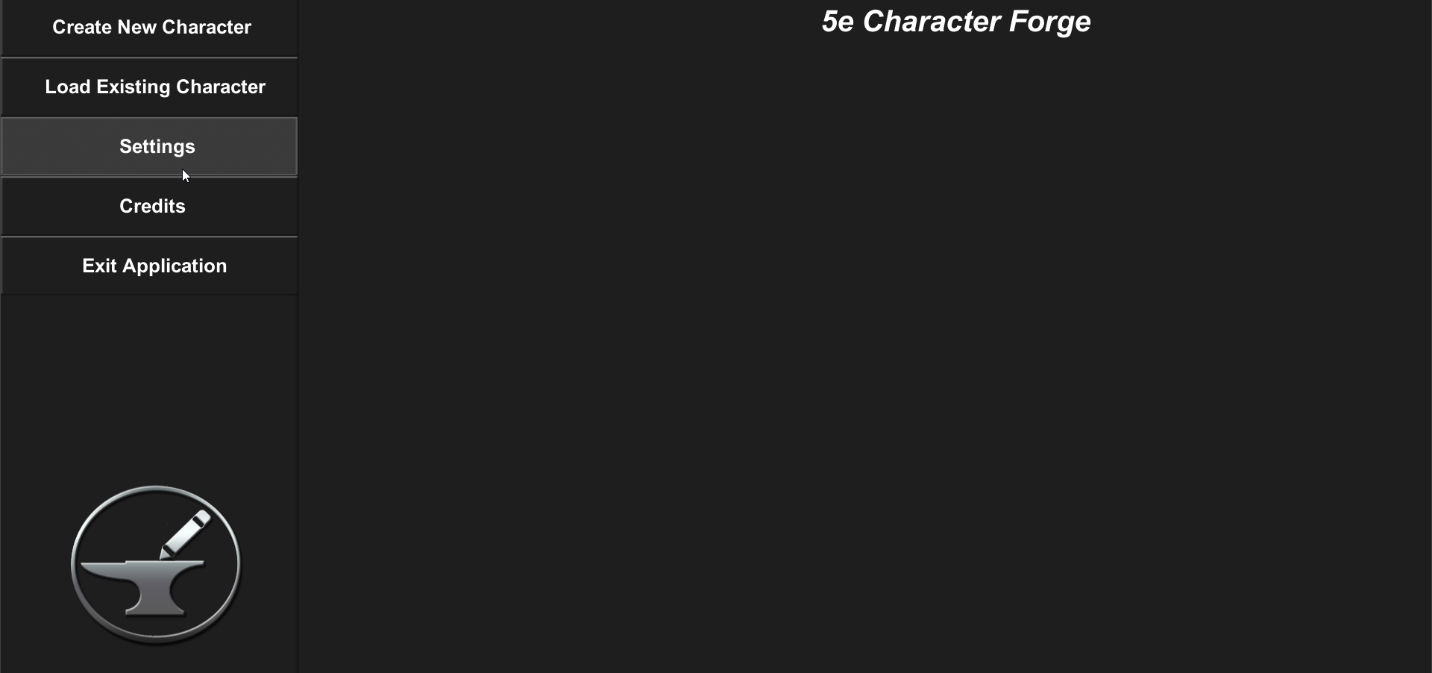 Create New Character
5e Character Forge
Load Existing Character
Settings
Credits
Exit Application